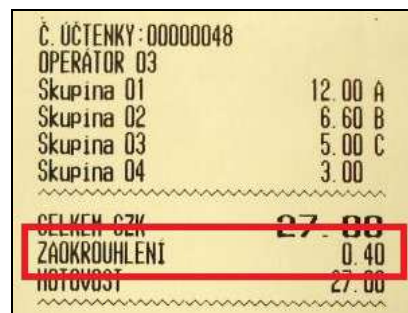 Č. ÚČTENKY:00000048
OPERÁTOR 03
Skupina 01 12.00 A
Skupina 02 6.60 B
Skupina 03 5.00 C
Skupina 04 3.00
CELKEM CZK 27.00
ZAOKROUHLENÍ 0.40
HOTOVOST 27.00